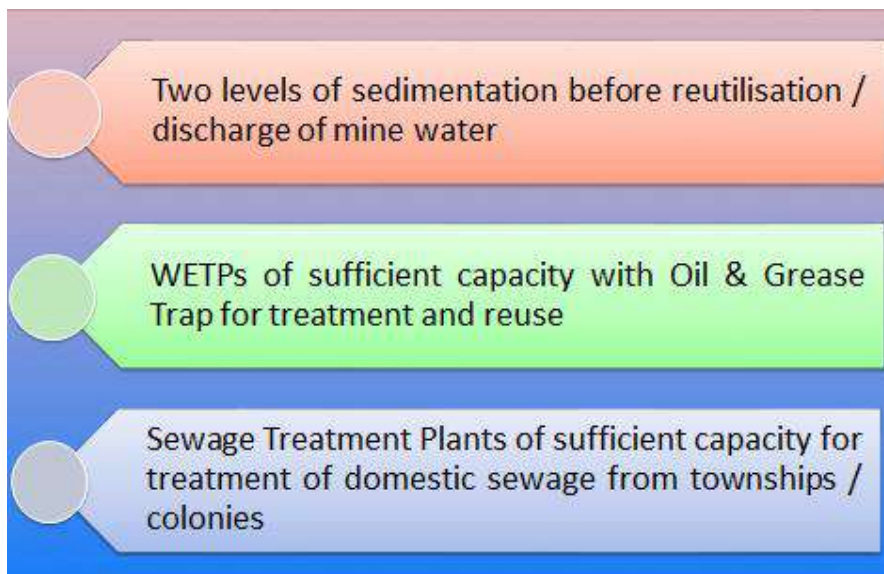 Two levels of sedimentation before reutilisation /
discharge of mine water
WETPs of sufficient capacity with Oil & Grease
Trap for treatment and reuse
Sewage Treatment Plants of sufficient capacity for
treatment of domestic sewage from townships /
colonies